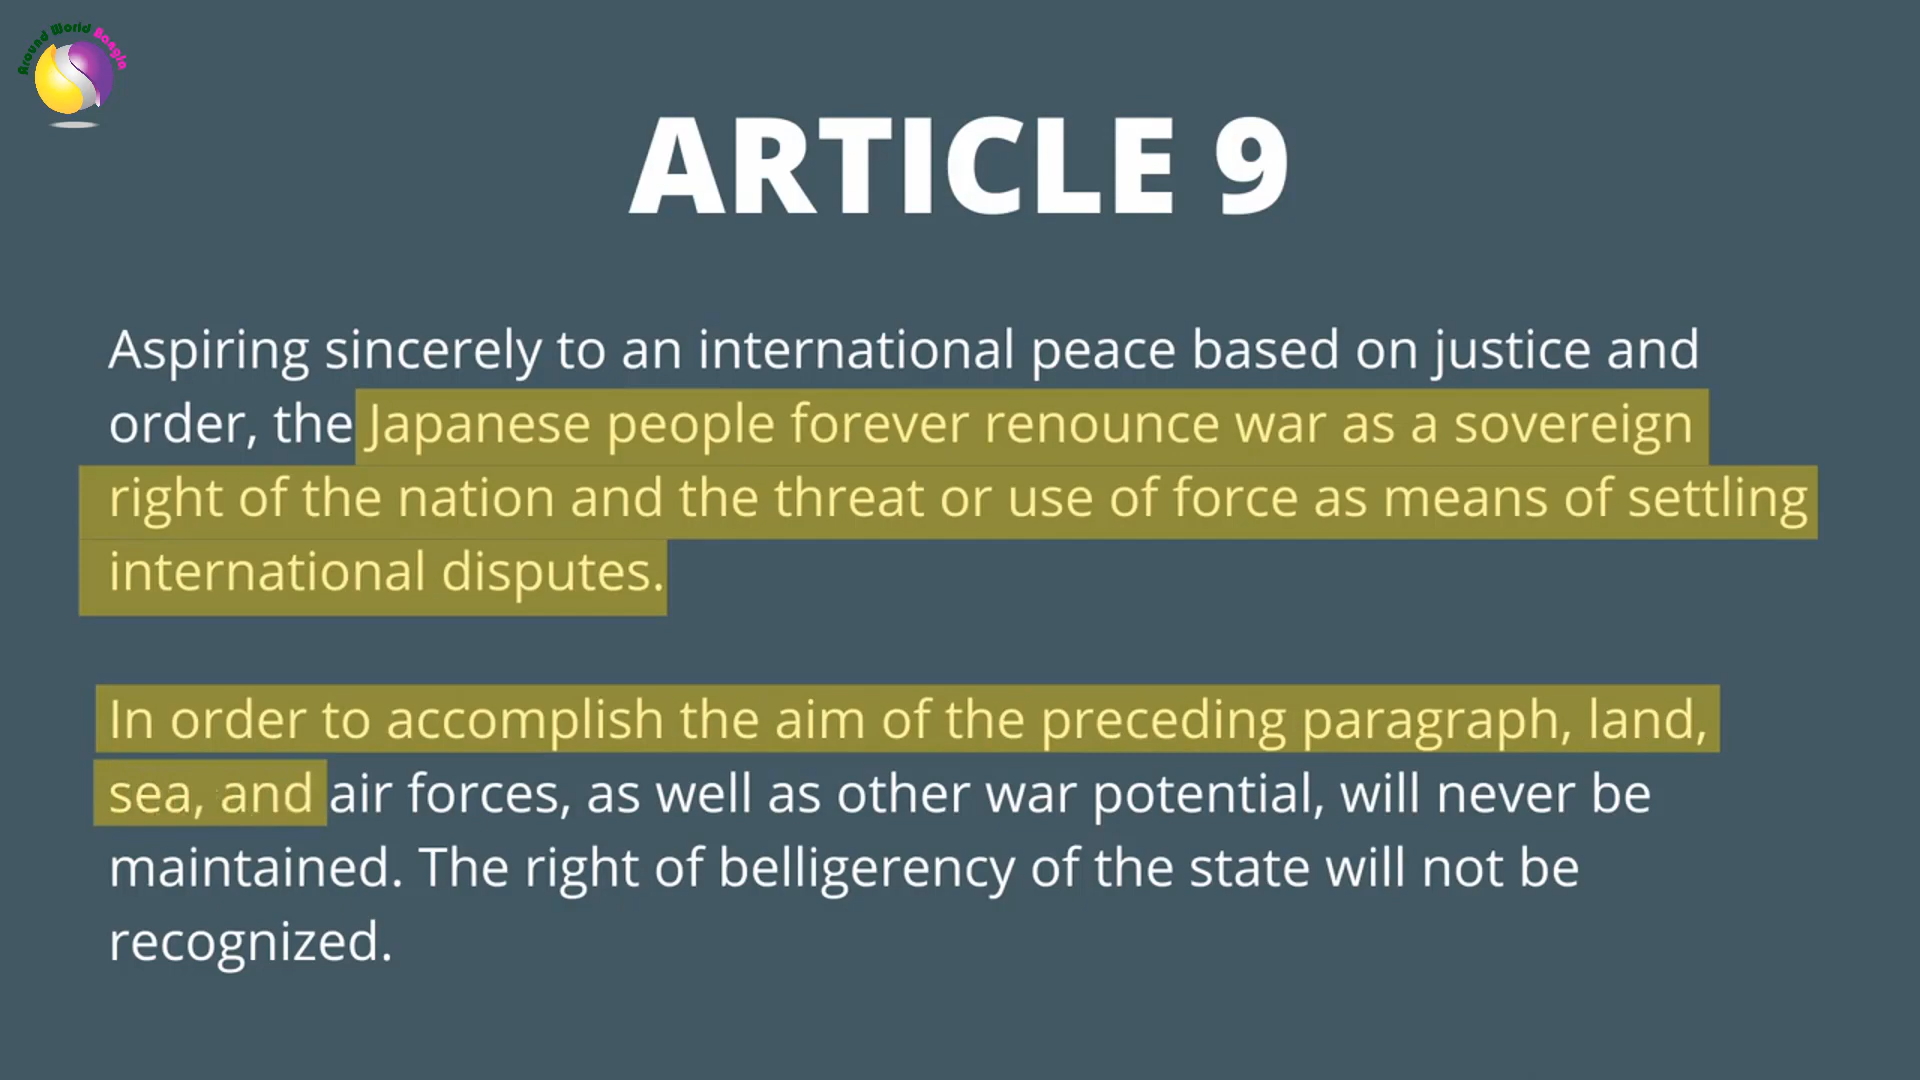 Around World Bangla
ARTICLE 9
Aspiring sincerely to an international peace based on justice and
order, the Japanese people forever renounce war as a sovereign
right of the nation and the threat or use of force as means of settling
international disputes.
In order to accomplish the aim of the preceding paragraph, land,
sea, and air forces, as well as other war potential, will never be
maintained. The right of belligerency of the state will not be
recognized.